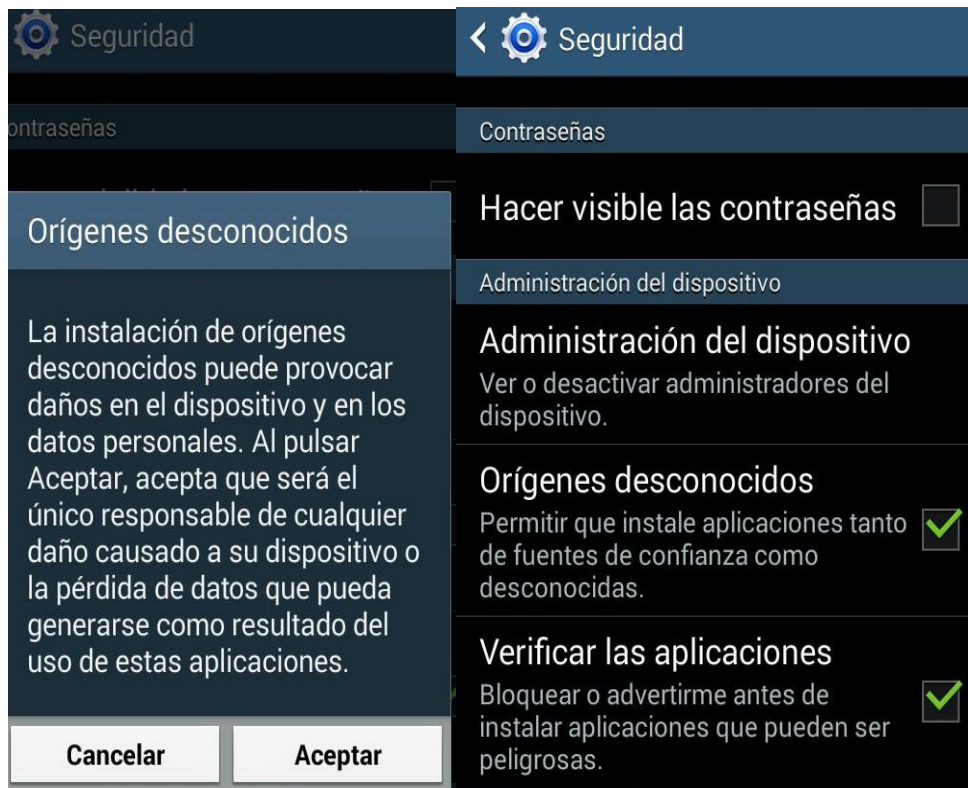 Seguridad
ontraseñas
Orígenes desconocidos
La instalación de orígenes
desconocidos puede provocar
daños en el dispositivo y en los
datos personales. Al pulsar
Aceptar, acepta que será el
único responsable de cualquier
daño causado a su dispositivo o
la pérdida de datos que pueda
generarse como resultado del
uso de estas aplicaciones.
Cancelar
Aceptar
Seguridad
Contraseñas
Hacer visible las contraseñas
Administración del dispositivo
Administración del dispositivo
Ver o desactivar administradores del
dispositivo.
Orígenes desconocidos
Permitir que instale aplicaciones tanto
de fuentes de confianza como
desconocidas.
Verificar las aplicaciones
Bloquear o advertirme antes de
instalar aplicaciones que pueden ser
peligrosas.